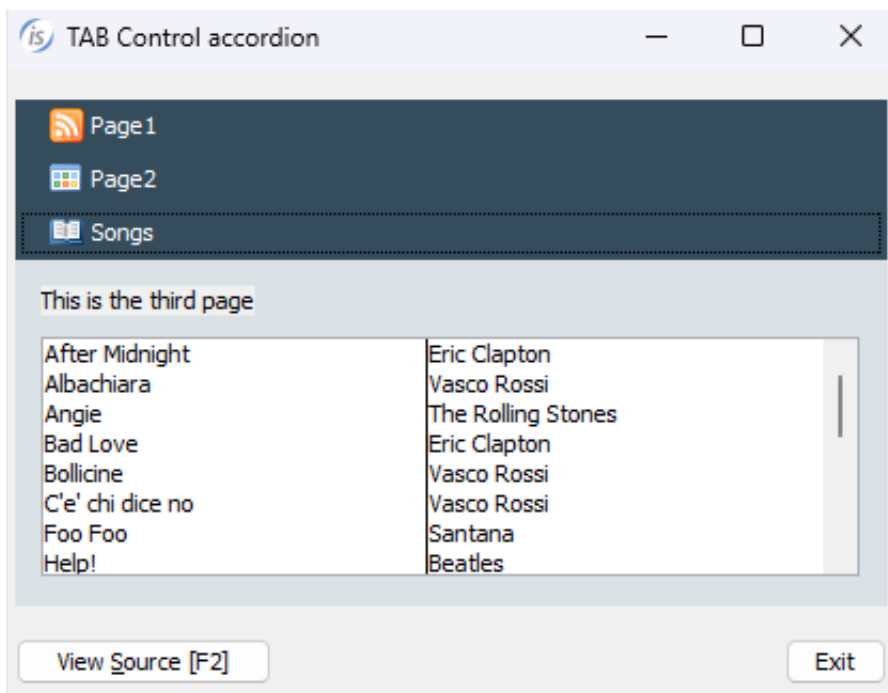 is TAB Control accordion
Page1
Page2
Songs
This is the third page
After Midnight Eric Clapton
Albachiara Vasco Rossi
Angie The Rolling Stones
Bad Love Eric Clapton
Bollicine Vasco Rossi
C'e' chi dice no Vasco Rossi
Foo Foo Santana
Help! Beatles
View Source [F2] Exit